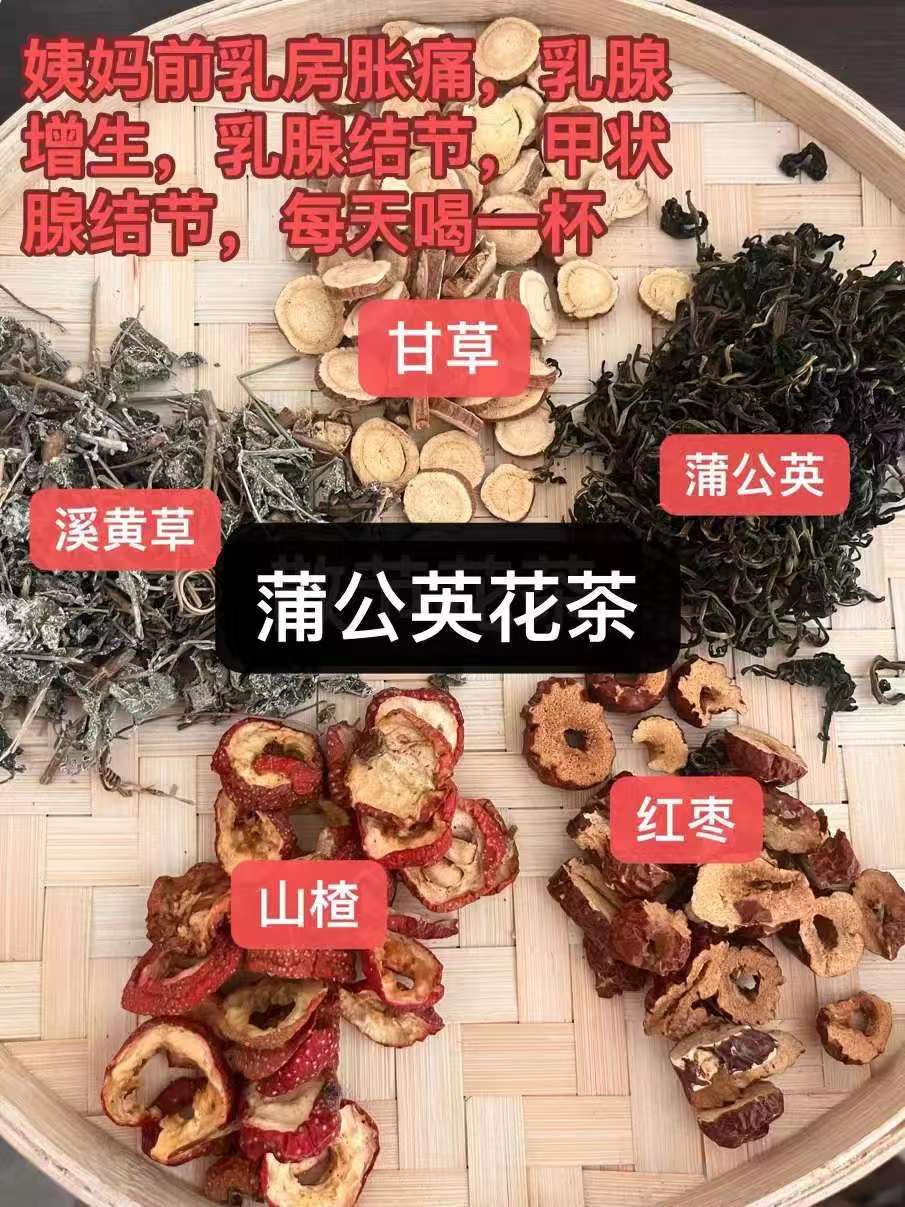 姨妈前乳房胀痛，乳腺
增生，乳腺结节，甲状
腺结节，每天喝一杯
甘草
蒲公英
溪黄草
蒲公英花茶
红枣
山楂